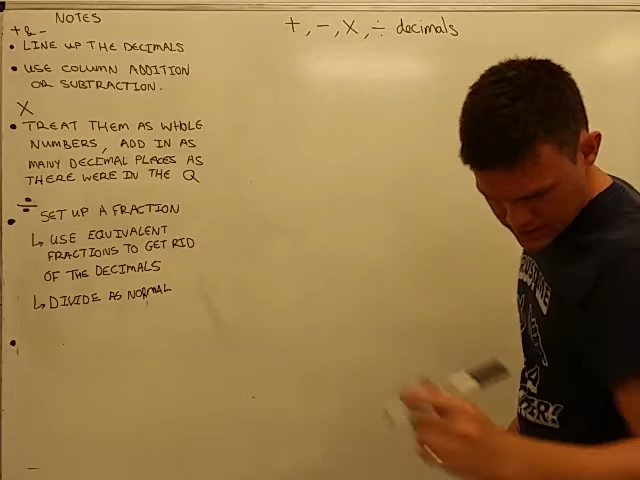 NOTES
+ & -
• LINE UP THE DECIMALS
• USE COLUMN ADDITION
OR SUBTRACTION.
X
• TREAT THEM AS WHOLE
NUMBERS, ADD IN AS
MANY DECIMAL PLACES AS
THERE WERE IN THE Q
÷
• SET UP A FRACTION
↳ USE EQUIVALENT
FRACTIONS TO GET RID
OF THE DECIMALS
↳ DIVIDE AS NORMAL
•
+, -, X, ÷ decimals